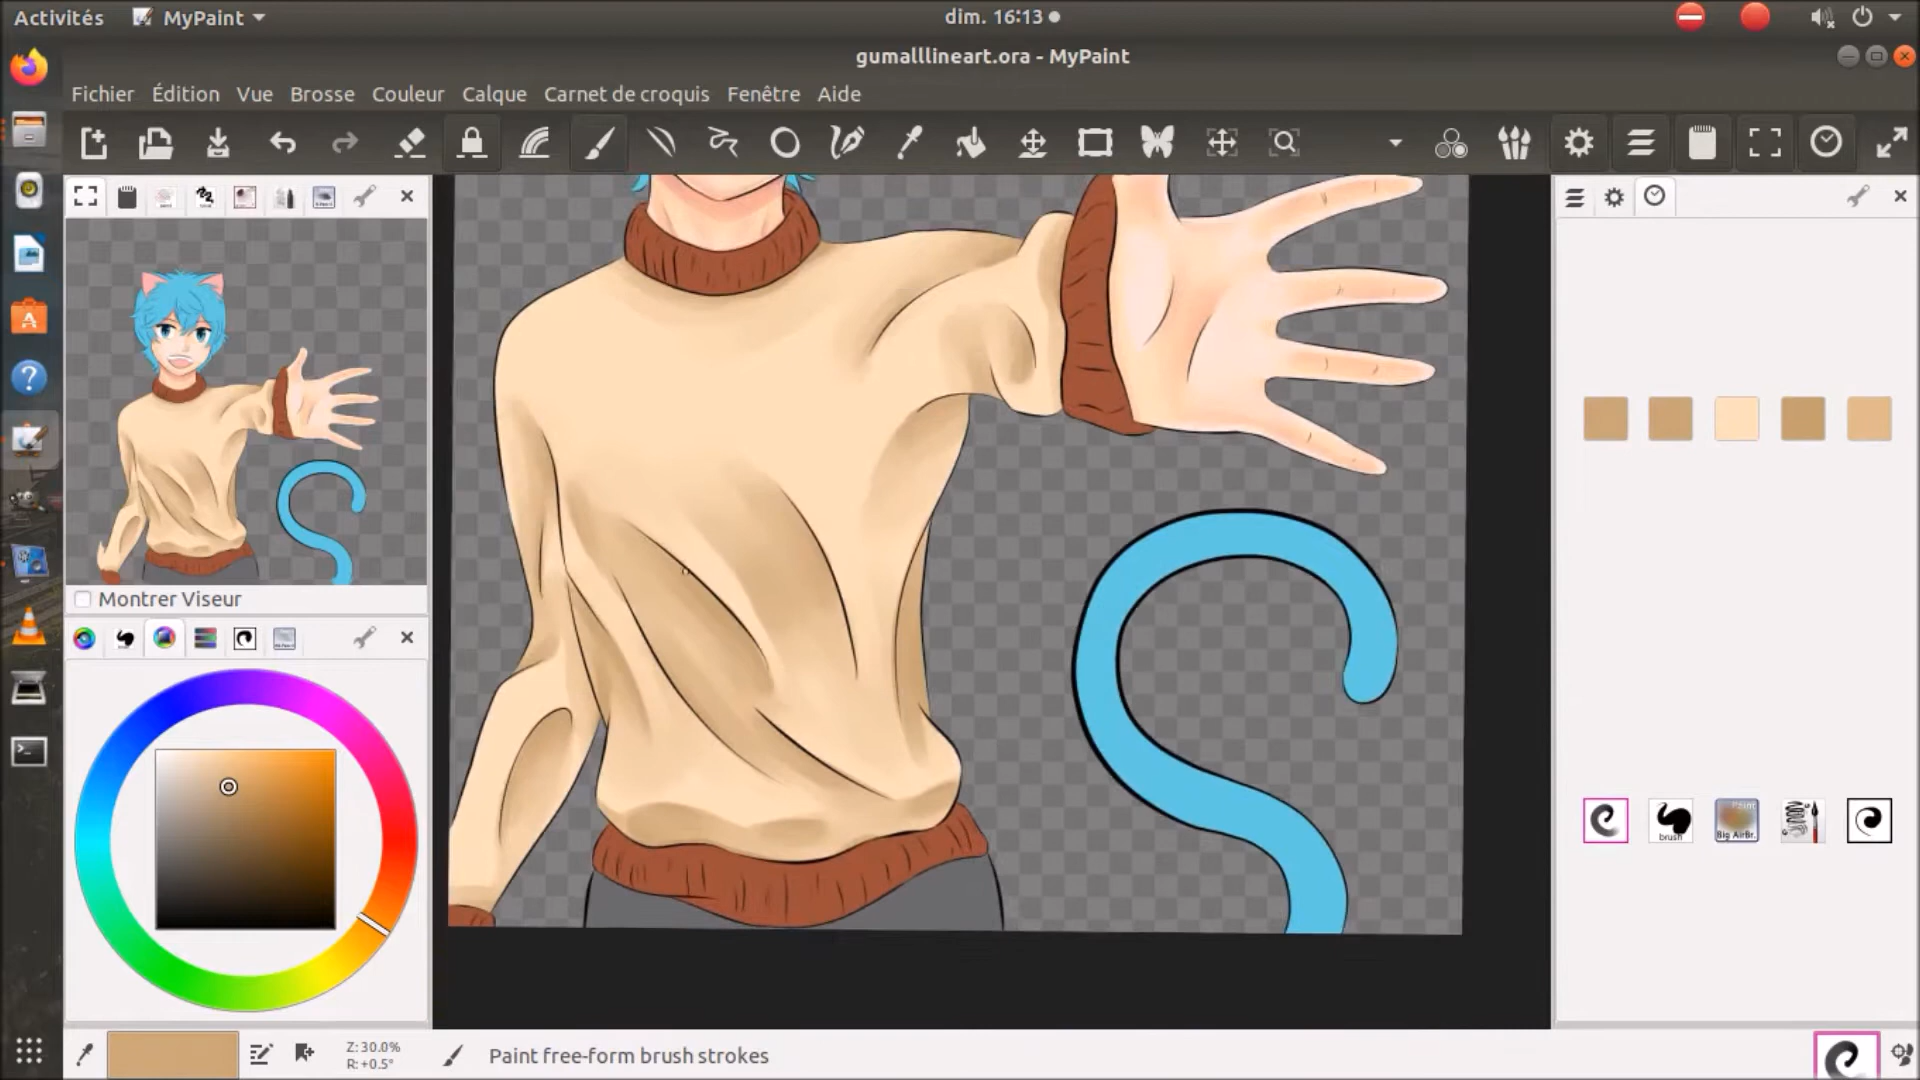 Activités MyPaint dim. 16:13
gumalllineart.ora - MyPaint
Fichier Édition Vue Brosse Couleur Calque Carnet de croquis Fenêtre Aide
Montrer Viseur
brush
Paint
Big AirBr.
Z: 30.0%
R: +0.5°
Paint free-form brush strokes